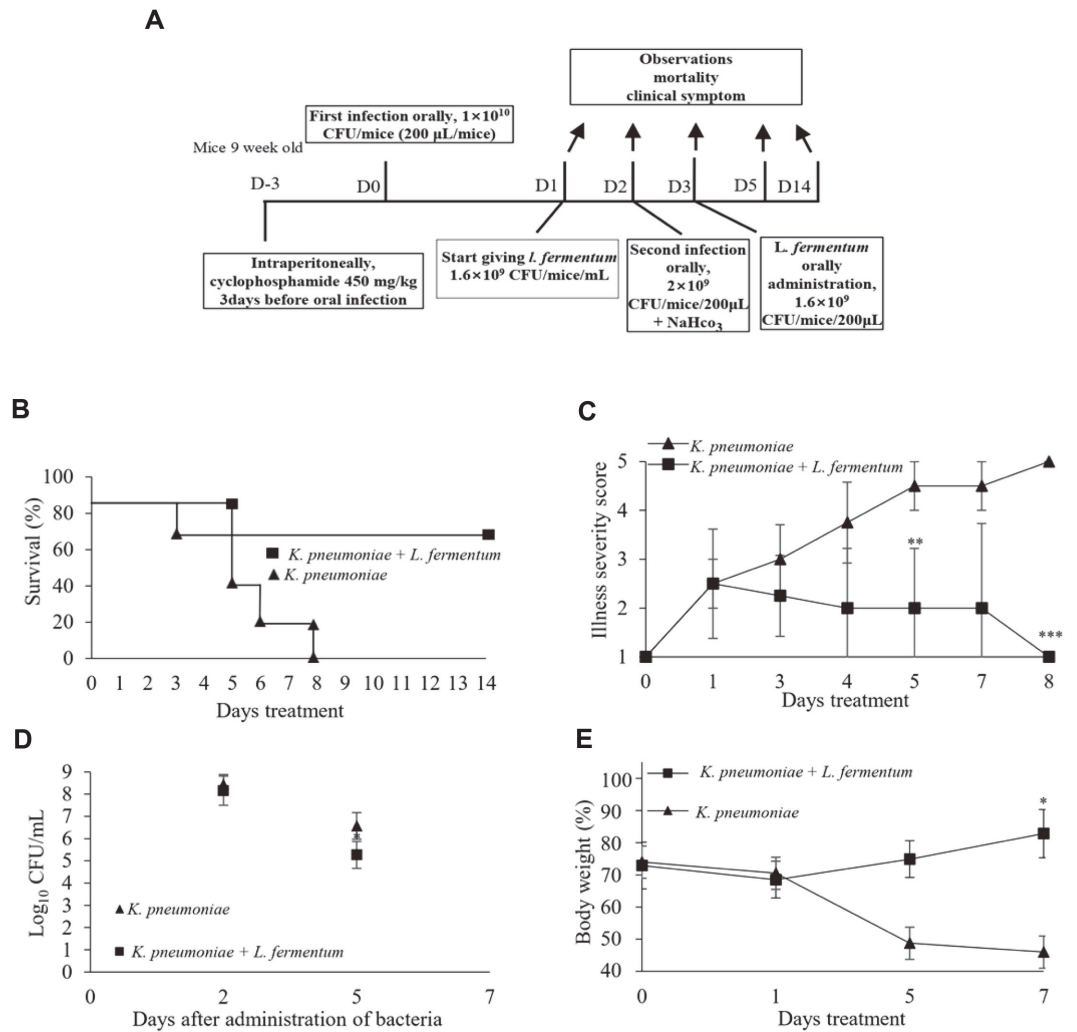 A
Observations
mortality
clinical symptom
First infection orally, 1×10¹⁰
CFU/mice (200 µL/mice)
Mice 9 week old
D-3
D0
D1
D2
D3
D5
D14
Intraperitoneally,
cyclophosphamide 450 mg/kg
3days before oral infection
Start giving l. fermentum
1.6×10⁹ CFU/mice/mL
Second infection
orally,
2×10⁹
CFU/mice/200µL
+ NaHco₃
L. fermentum
orally
administration,
1.6×10⁹
CFU/mice/200µL
B
Survival (%)
100
80
60
40
20
0
K. pneumoniae + L. fermentum
K. pneumoniae
0 1 2 3 4 5 6 7 8 9 10 11 12 13 14
Days treatment
C
K. pneumoniae
K. pneumoniae + L. fermentum
Illness severity score
5
4
3
2
1
**
***
0 1 3 4 5 7 8
Days treatment
D
Log₁₀ CFU/mL
9
8
7
6
5
4
3
2
1
0
*
K. pneumoniae
K. pneumoniae + L. fermentum
0 2 5 7
Days after administration of bacteria
E
K. pneumoniae + L. fermentum
K. pneumoniae
Body weight (%)
100
90
80
70
60
50
40
*
0 1 5 7
Days treatment